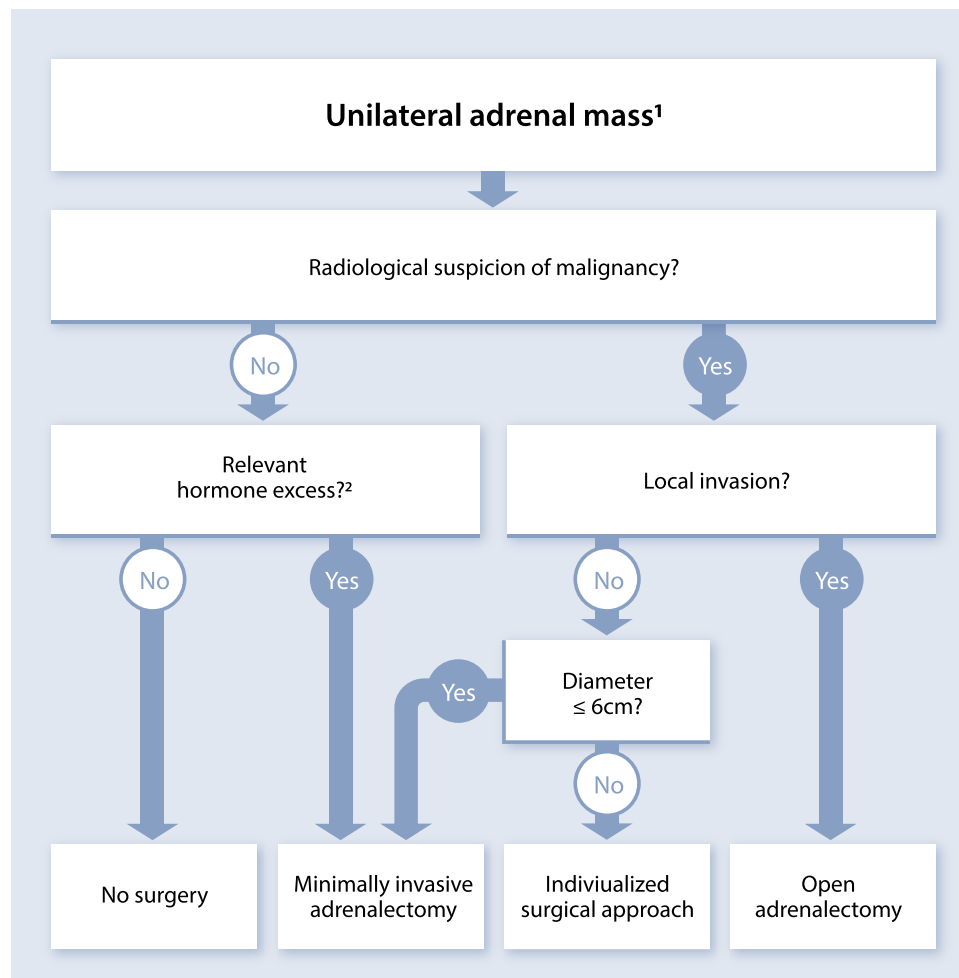 Unilateral adrenal mass¹
Radiological suspicion of malignancy?
No
Yes
Relevant
hormone excess?²
Local invasion?
No
Yes
No
Yes
Diameter
≤ 6cm?
Yes
No
No surgery
Minimally invasive
adrenalectomy
Indiviualized
surgical approach
Open
adrenalectomy